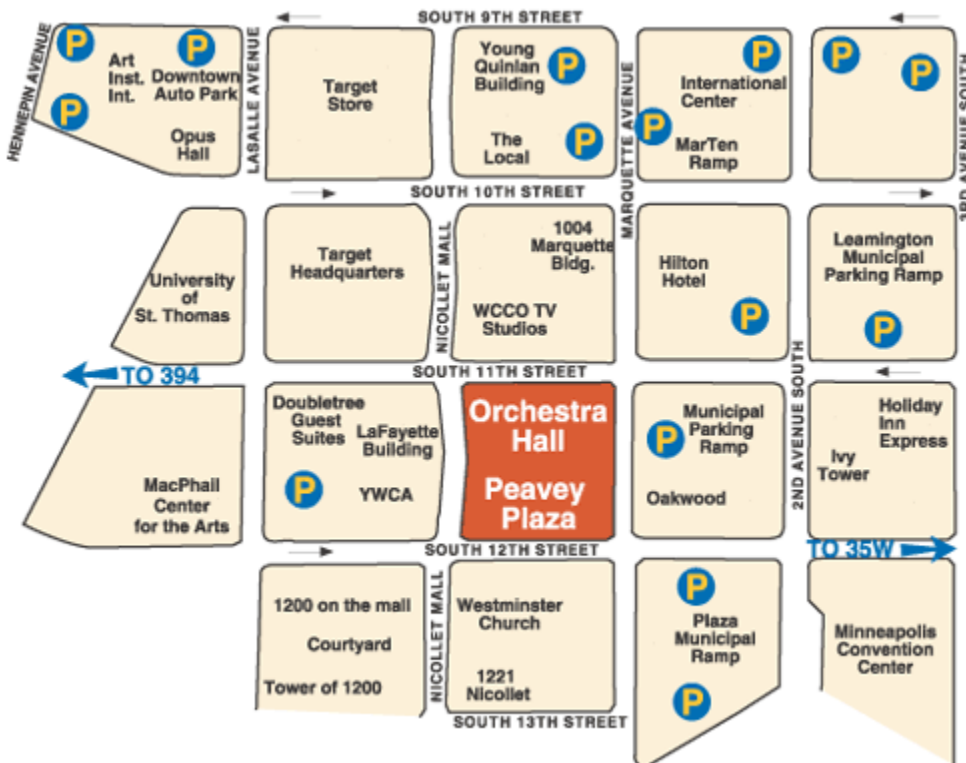 SOUTH 9TH STREET
HENNEPIN AVENUE
P
P
P
Art
Inst.
Int.
Downtown
Auto Park
Opus
Hall
LASALLE AVENUE
Target
Store
Young
Quinlan
Building
P
The
Local
P
MARQUETTE AVENUE
P
International
Center
P
MarTen
Ramp
P
P
3RD AVENUE SOUTH
SOUTH 10TH STREET
University
of
St. Thomas
Target
Headquarters
NICOLLET MALL
1004
Marquette
Bldg.
WCCO TV
Studios
Hilton
Hotel
P
Leamington
Municipal
Parking Ramp
P
SOUTH 11TH STREET
TO 394
MacPhail
Center
for the Arts
Doubletree
Guest
Suites
LaFayette
Building
P
YWCA
Orchestra
Hall
Peavey
Plaza
P
Municipal
Parking
Ramp
Oakwood
2ND AVENUE SOUTH
Holiday
Inn
Express
Ivy
Tower
SOUTH 12TH STREET
TO 35W
1200 on the mall
Courtyard
Tower of 1200
NICOLLET MALL
Westminster
Church
1221
Nicollet
P
Plaza
Municipal
Ramp
P
Minneapolis
Convention
Center
SOUTH 13TH STREET